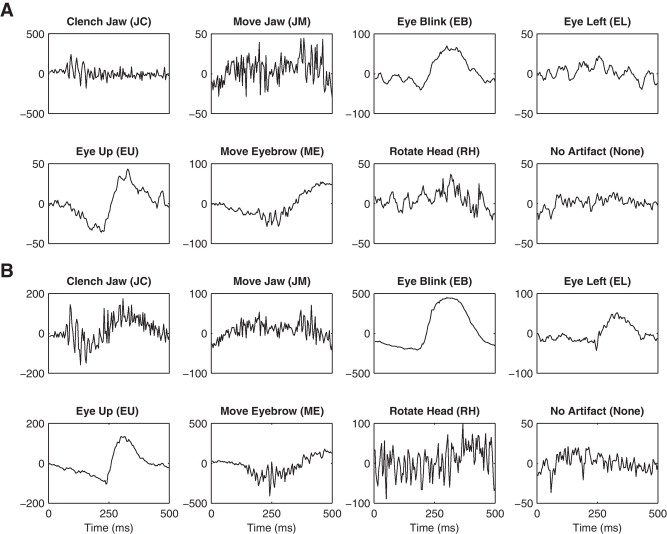 A
Clench Jaw (JC) Move Jaw (JM) Eye Blink (EB) Eye Left (EL)
500 50 100 50
0 0 0 0
−500 −50 −100 −50
Eye Up (EU) Move Eyebrow (ME) Rotate Head (RH) No Artifact (None)
50 100 50 50
0 0 0 0
−50 −100 −50 −50
B
Clench Jaw (JC) Move Jaw (JM) Eye Blink (EB) Eye Left (EL)
200 100 500 100
0 0 0 0
−200 −100 −500 −100
Eye Up (EU) Move Eyebrow (ME) Rotate Head (RH) No Artifact (None)
200 500 100 50
0 0 0 0
−200 −500 −100 −50
0 250 500 0 250 500 0 250 500 0 250 500
Time (ms) Time (ms) Time (ms) Time (ms)